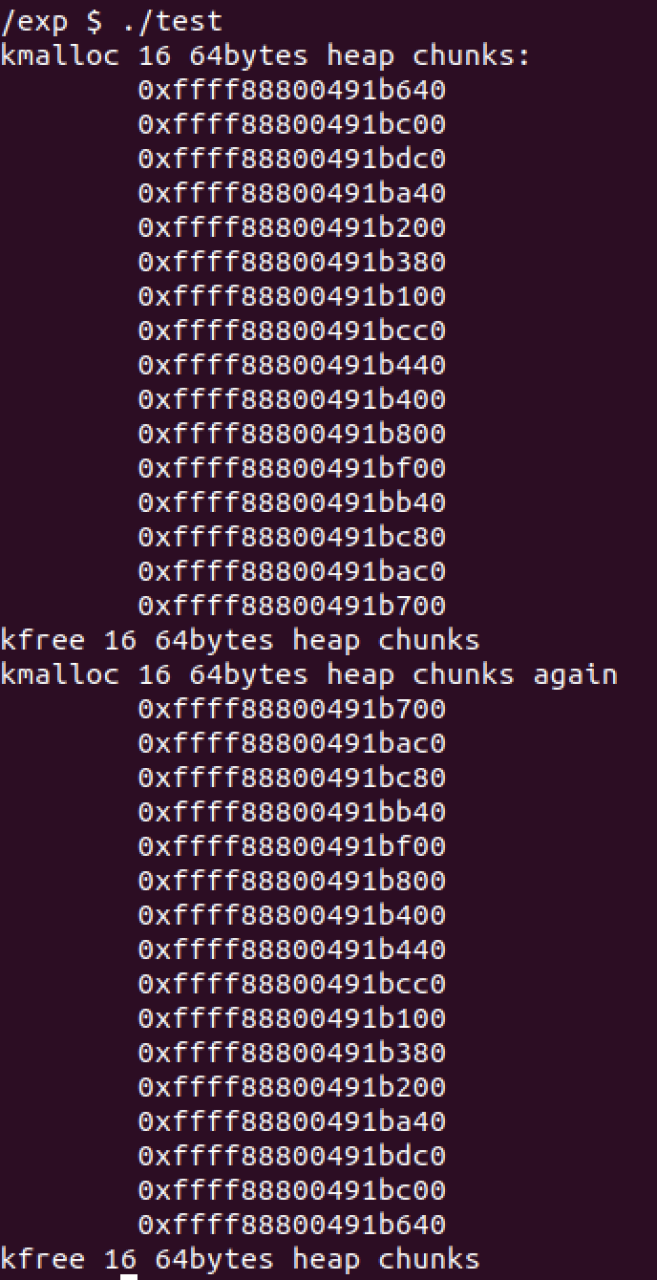 /exp $ ./test
kmalloc 16 64bytes heap chunks:
0xffff88800491b640
0xffff88800491bc00
0xffff88800491bdc0
0xffff88800491ba40
0xffff88800491b200
0xffff88800491b380
0xffff88800491b100
0xffff88800491bcc0
0xffff88800491b440
0xffff88800491b400
0xffff88800491b800
0xffff88800491bf00
0xffff88800491bb40
0xffff88800491bc80
0xffff88800491bac0
0xffff88800491b700
kfree 16 64bytes heap chunks
kmalloc 16 64bytes heap chunks again
0xffff88800491b700
0xffff88800491bac0
0xffff88800491bc80
0xffff88800491bb40
0xffff88800491bf00
0xffff88800491b800
0xffff88800491b400
0xffff88800491b440
0xffff88800491bcc0
0xffff88800491b100
0xffff88800491b380
0xffff88800491b200
0xffff88800491ba40
0xffff88800491bdc0
0xffff88800491bc00
0xffff88800491b640
kfree 16 64bytes heap chunks